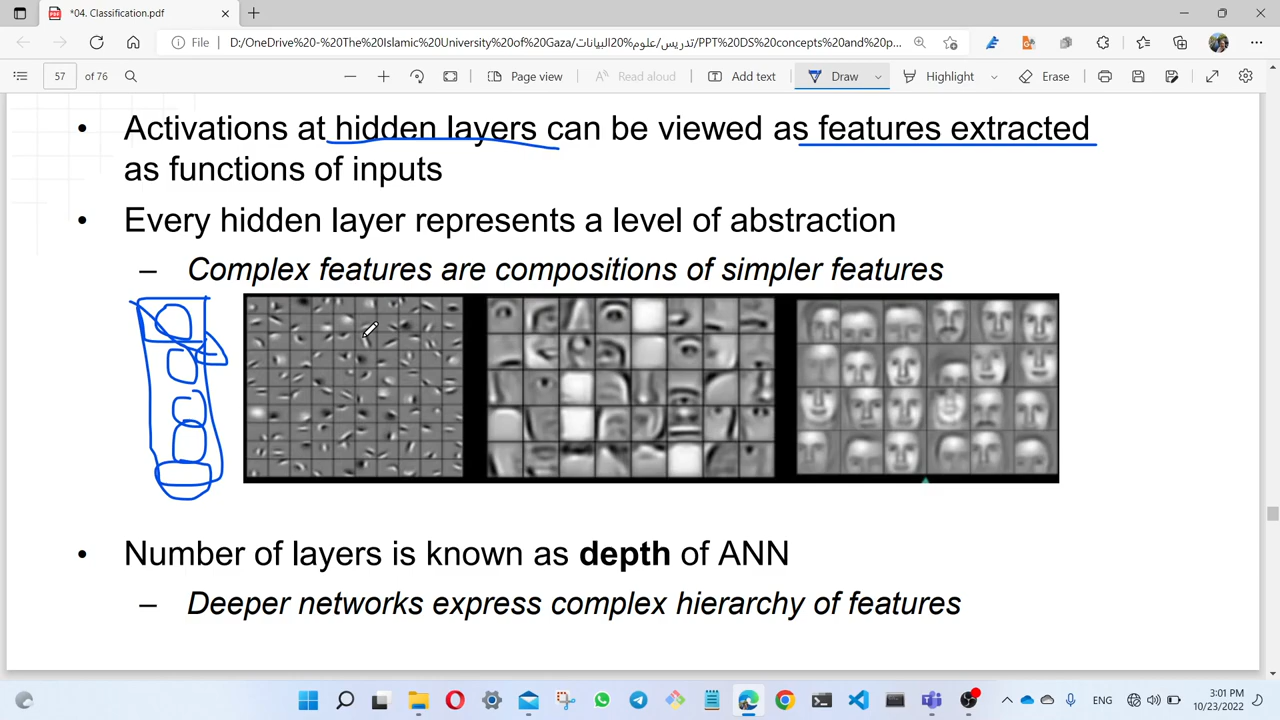 *04. Classification.pdf
File
D:/OneDrive%20-%20The%20Islamic%20University%20of%20Gaza/تدريس/علوم%20البيانات/PPT%20DS%20concepts%20and%20p...
57 of 76
Page view
Read aloud
Add text
Draw
Highlight
Erase
• Activations at hidden layers can be viewed as features extracted
as functions of inputs
• Every hidden layer represents a level of abstraction
– Complex features are compositions of simpler features
• Number of layers is known as depth of ANN
– Deeper networks express complex hierarchy of features
ENG
3:01 PM
10/23/2022